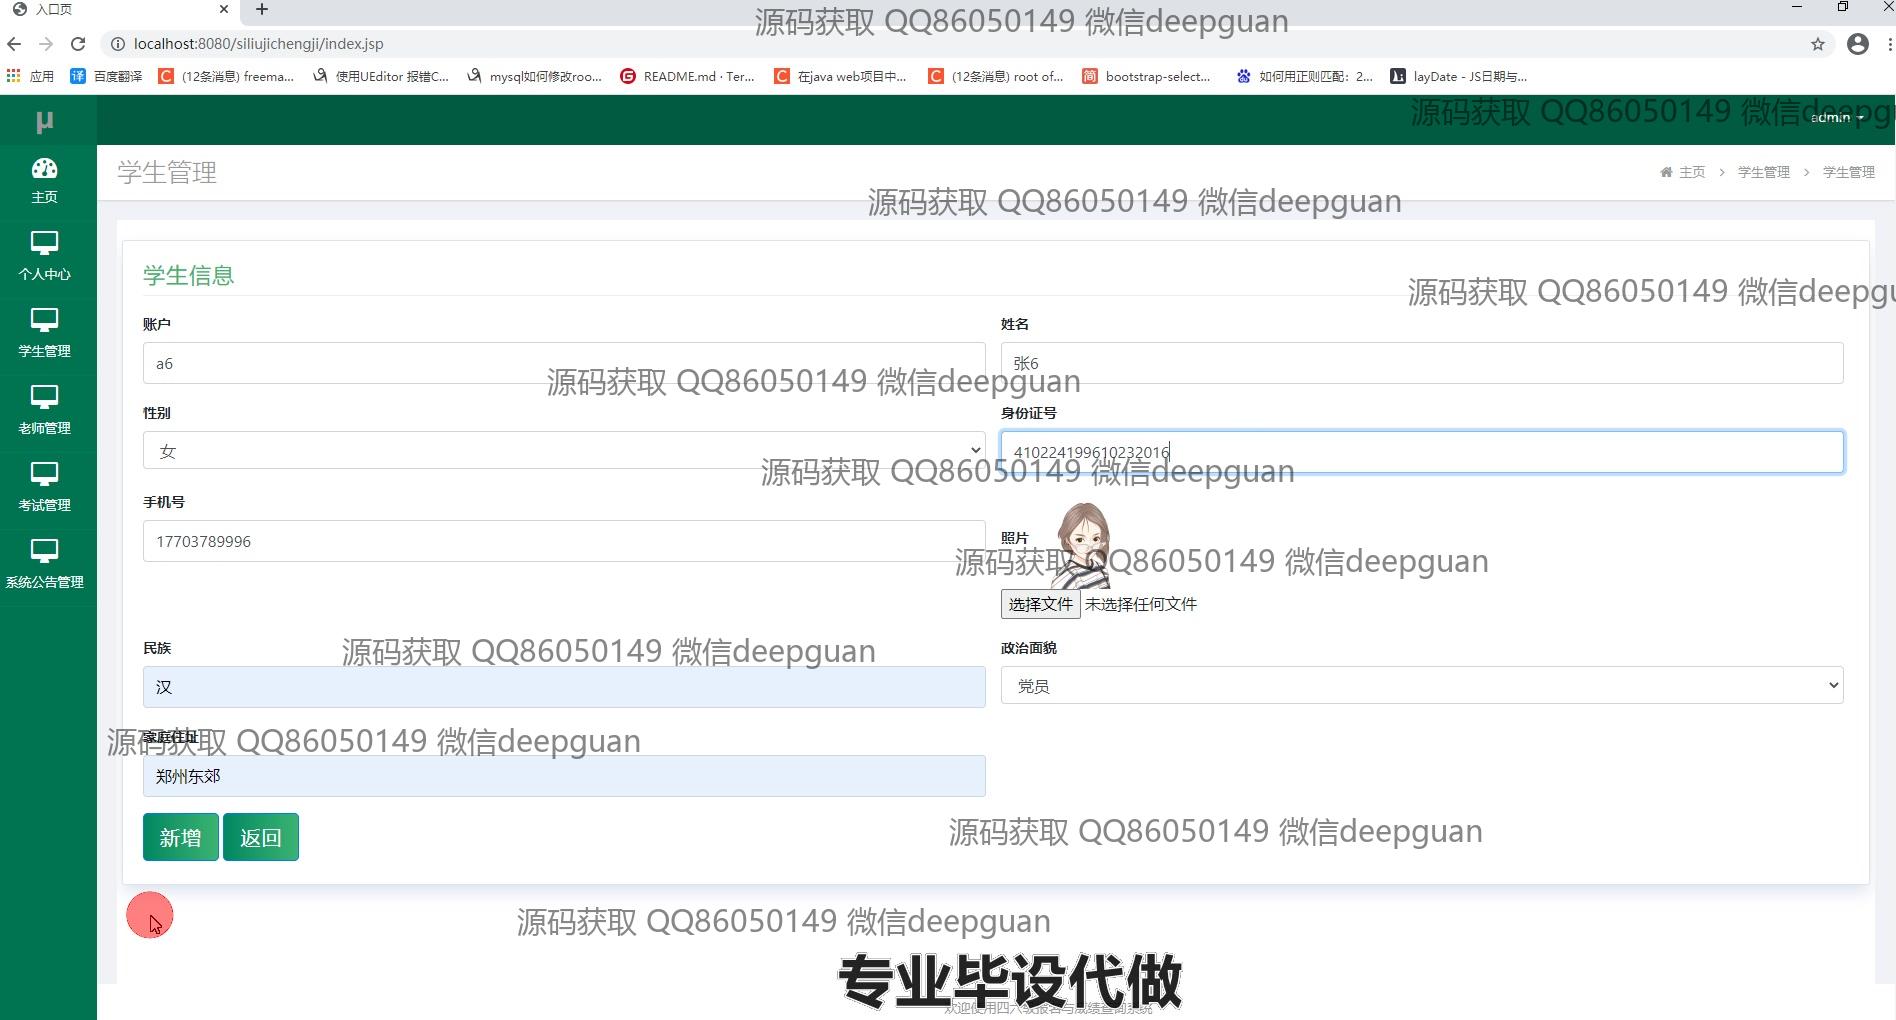 入口页
源码获取 QQ86050149 微信deepguan
localhost:8080/siliujichengji/index.jsp
应用 百度翻译 (12条消息) freema... 使用UEditor 报错C... mysql如何修改roo... README.md · Ter... 在java web项目中... (12条消息) root of... bootstrap-select... 如何用正则匹配：2... layDate - JS日期与...
μ
源码获取 QQ86050149 微信deepgu
admin
主页
学生管理
主页 > 学生管理 > 学生管理
源码获取 QQ86050149 微信deepguan
个人中心
学生信息
源码获取 QQ86050149 微信deepgu
账户
姓名
学生管理
a6
张6
源码获取 QQ86050149 微信deepguan
性别
身份证号
老师管理
女
410224199610232016
源码获取 QQ86050149 微信deepguan
手机号
考试管理
17703789996
照片
源码获取 QQ86050149 微信deepguan
系统公告管理
选择文件 未选择任何文件
民族
源码获取 QQ86050149 微信deepguan
政治面貌
汉
党员
家庭住址
源码获取 QQ86050149 微信deepguan
郑州东郊
新增 返回
源码获取 QQ86050149 微信deepguan
源码获取 QQ86050149 微信deepguan
专业毕设代做
欢迎使用四六级报名与成绩查询系统